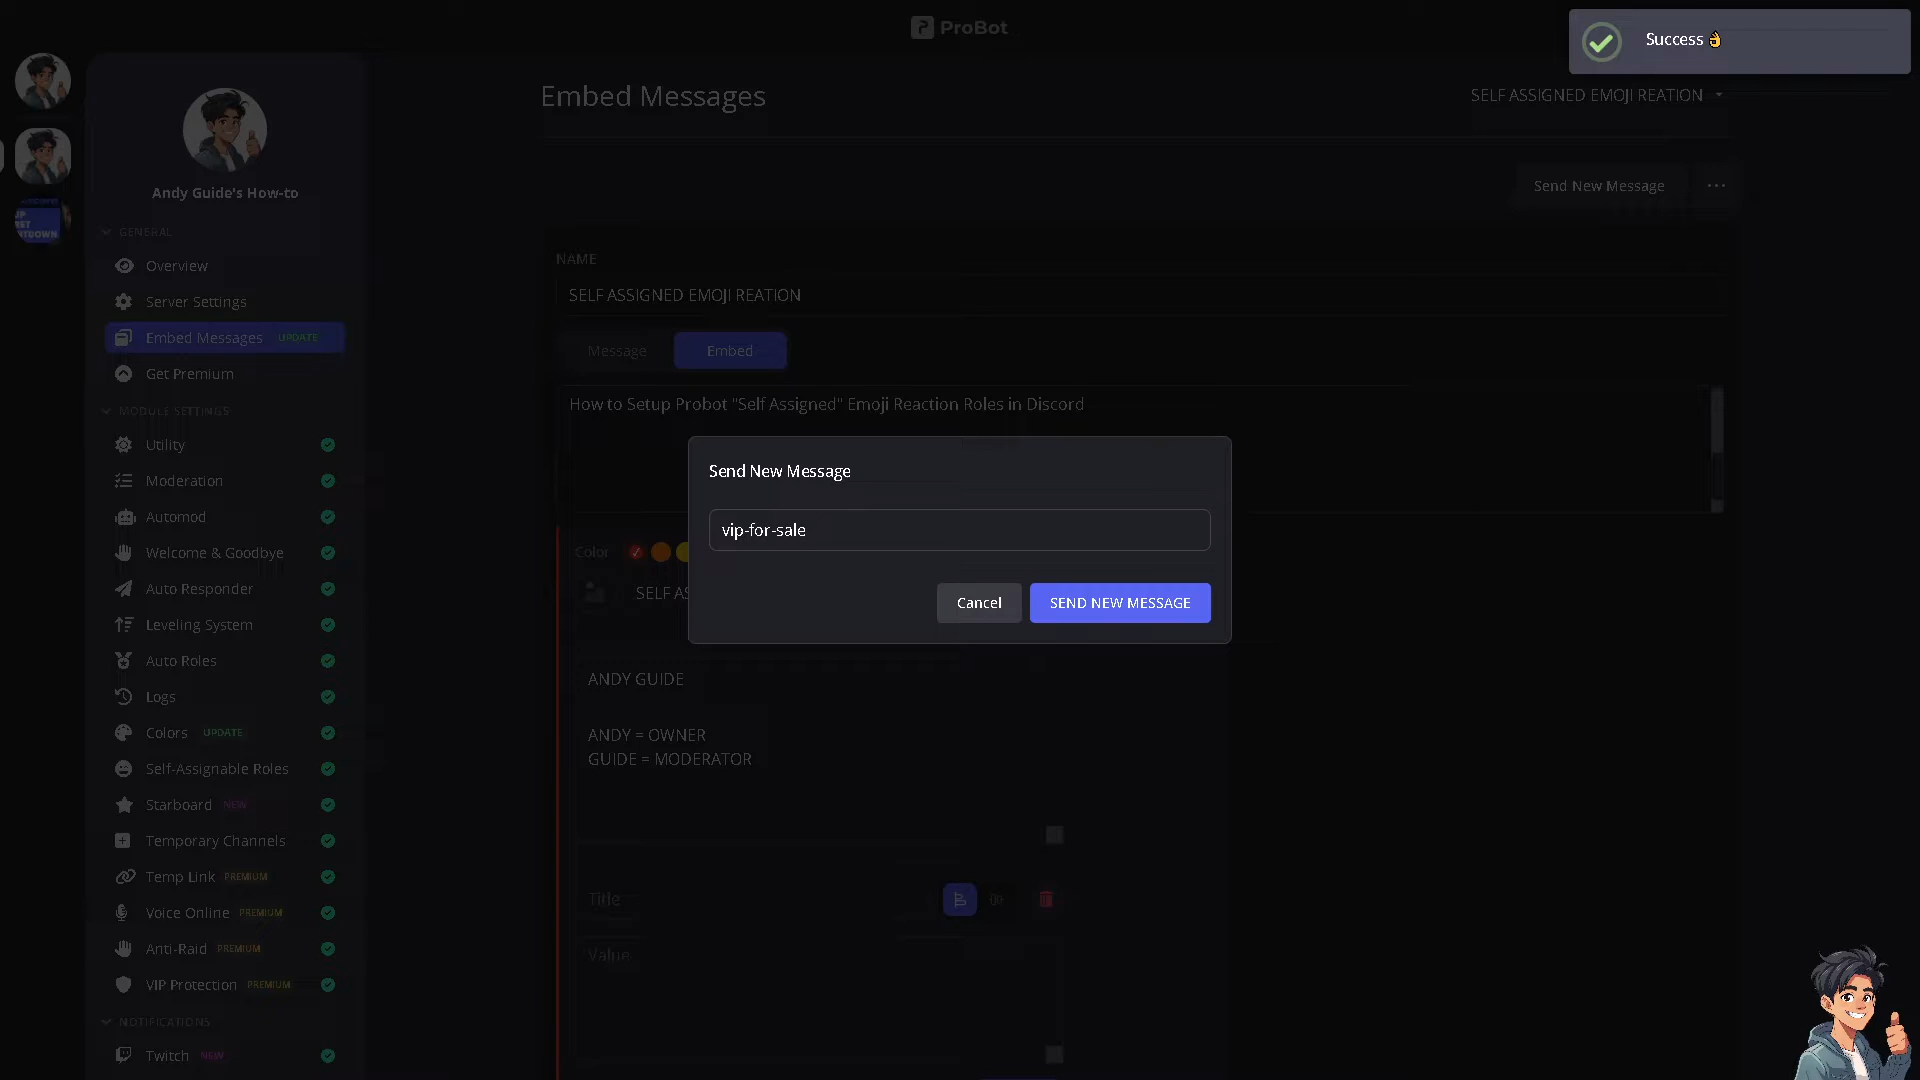 ProBot
Success 👌
Embed Messages
SELF ASSIGNED EMOJI REATION
Andy Guide's How-to
GENERAL
Overview
Server Settings
Embed Messages UPDATE
Get Premium
MODULE SETTINGS
Utility
Moderation
Automod
Welcome & Goodbye
Auto Responder
Leveling System
Auto Roles
Logs
Colors UPDATE
Self-Assignable Roles
Starboard NEW
Temporary Channels
Temp Link PREMIUM
Voice Online PREMIUM
Anti-Raid PREMIUM
VIP Protection PREMIUM
NOTIFICATIONS
Twitch NEW
Send New Message ...
NAME
SELF ASSIGNED EMOJI REATION
Message Embed
How to Setup Probot "Self Assigned" Emoji Reaction Roles in Discord
Send New Message
vip-for-sale
Cancel SEND NEW MESSAGE
Color
SELF AS
ANDY GUIDE
ANDY = OWNER
GUIDE = MODERATOR
Title
Value